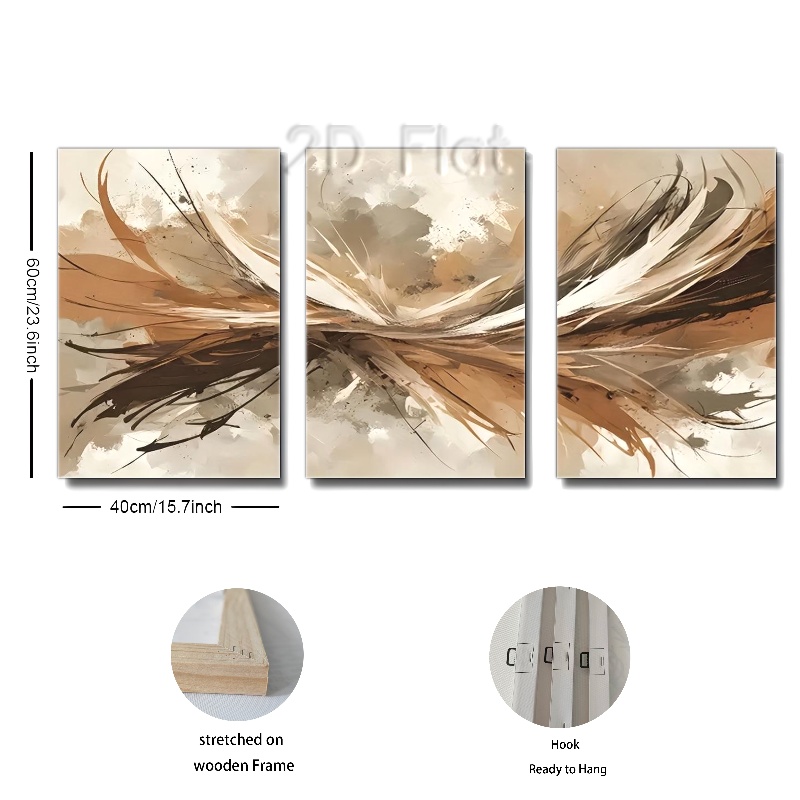 2D Flat
60cm/23.6inch
40cm/15.7inch
stretched on
wooden Frame
Hook
Ready to Hang